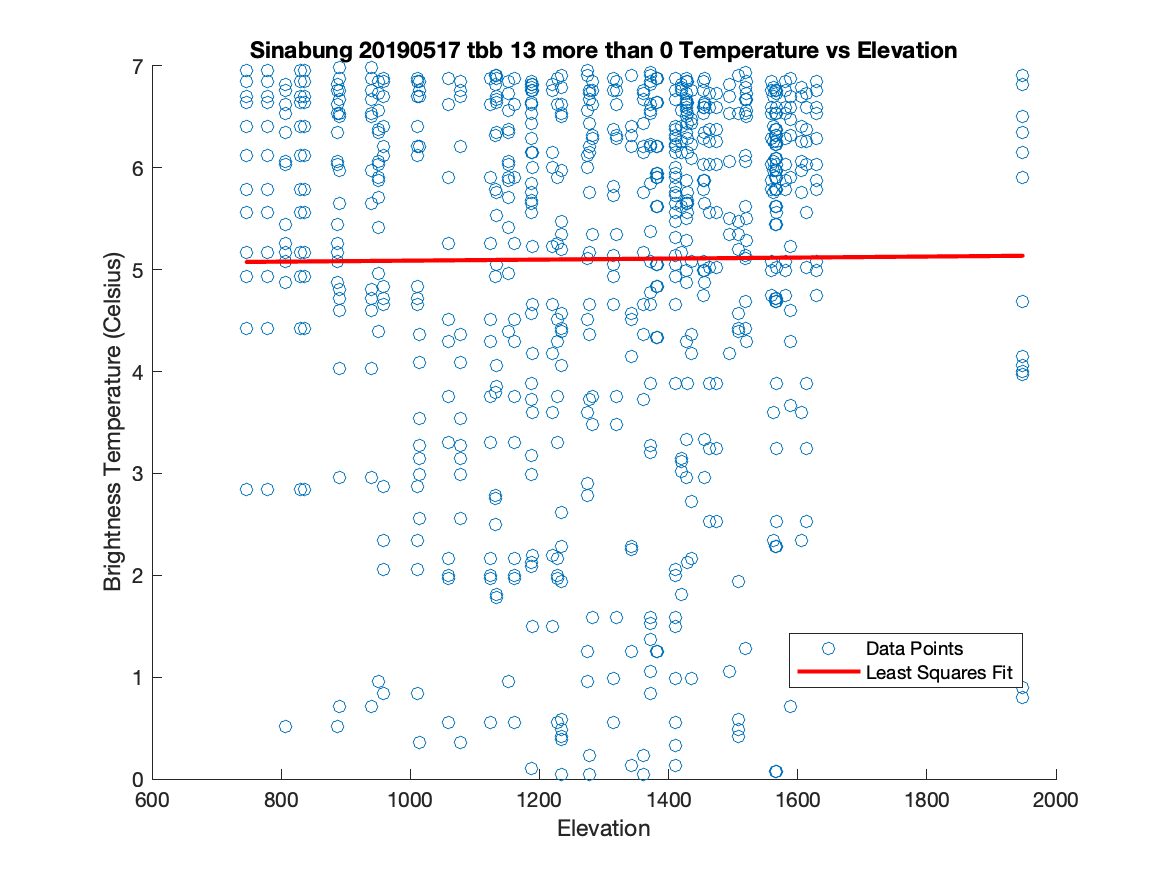 Sinabung 20190517 tbb 13 more than 0 Temperature vs Elevation
7
6
5
4
3
2
1
0
Brightness Temperature (Celsius)
Data Points
Least Squares Fit
600 800 1000 1200 1400 1600 1800 2000
Elevation